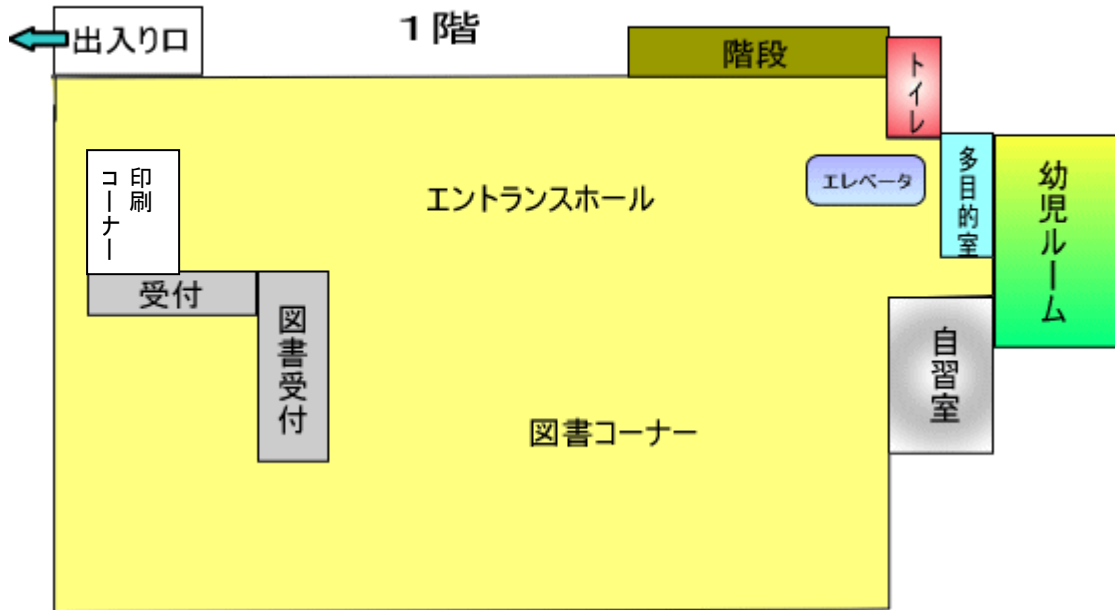 出入り口
1階
階段
トイレ
印刷
コーナー
エントランスホール
エレベータ
多目的室
幼児ルーム
受付
図書受付
自習室
図書コーナー